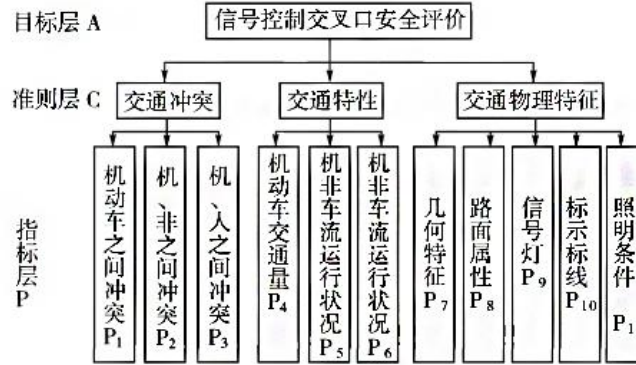 目标层 A
信号控制交叉口安全评价
准则层 C
交通冲突
交通特性
交通物理特征
指标层 P
机动车之间冲突 P₁
机、非之间冲突 P₂
机、人之间冲突 P₃
机动车交通量 P₄
机非车流运行状况 P₅
机非车流运行状况 P₆
几何特征 P₇
路面属性 P₈
信号灯 P₉
标示标线 P₁₀
照明条件 P₁